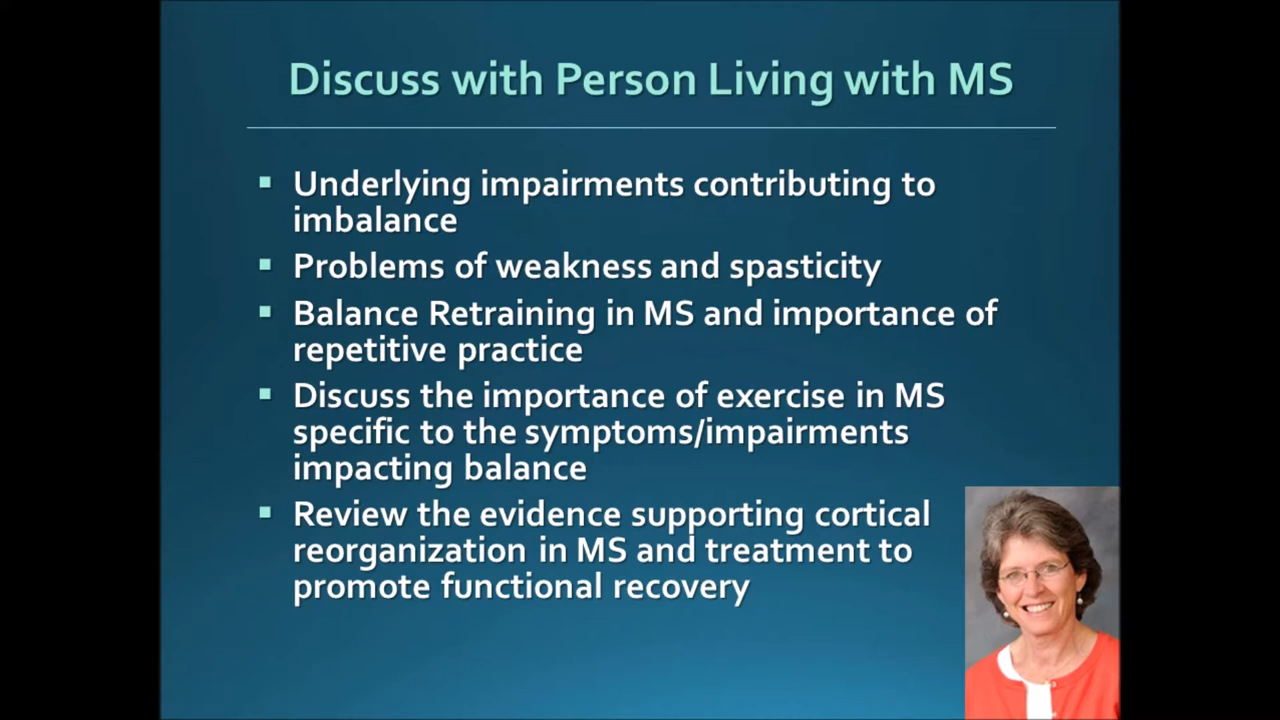 Discuss with Person Living with MS
Underlying impairments contributing to
imbalance
Problems of weakness and spasticity
Balance Retraining in MS and importance of
repetitive practice
Discuss the importance of exercise in MS
specific to the symptoms/impairments
impacting balance
Review the evidence supporting cortical
reorganization in MS and treatment to
promote functional recovery